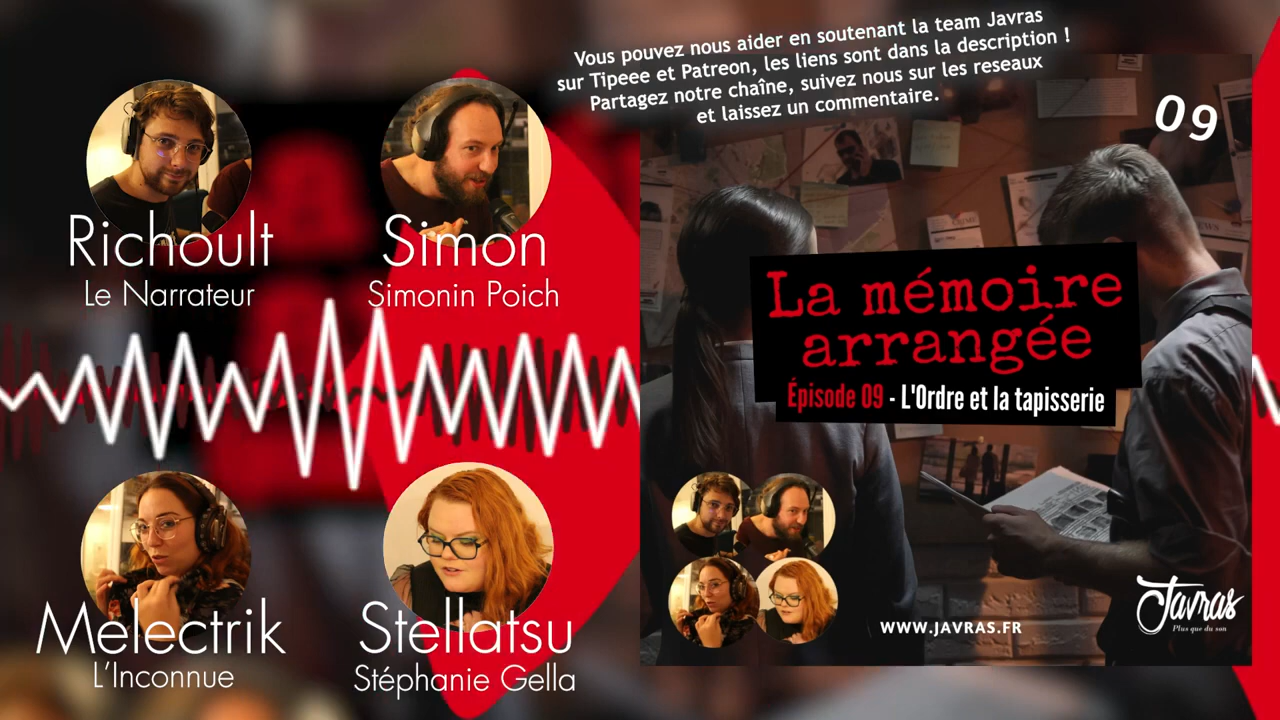 Vous pouvez nous aider en soutenant la team Javras
sur Tipeee et Patreon, les liens sont dans la description !
Partagez notre chaîne, suivez nous sur les reseaux
et laissez un commentaire.
09
Richoult
Le Narrateur
Simon
Simonin Poich
La mémoire
arrangée
Épisode 09 - L'Ordre et la tapisserie
Melectrik
L'Inconnue
Stellatsu
Stéphanie Gella
WWW.JAVRAS.FR
Javras
Plus que du son